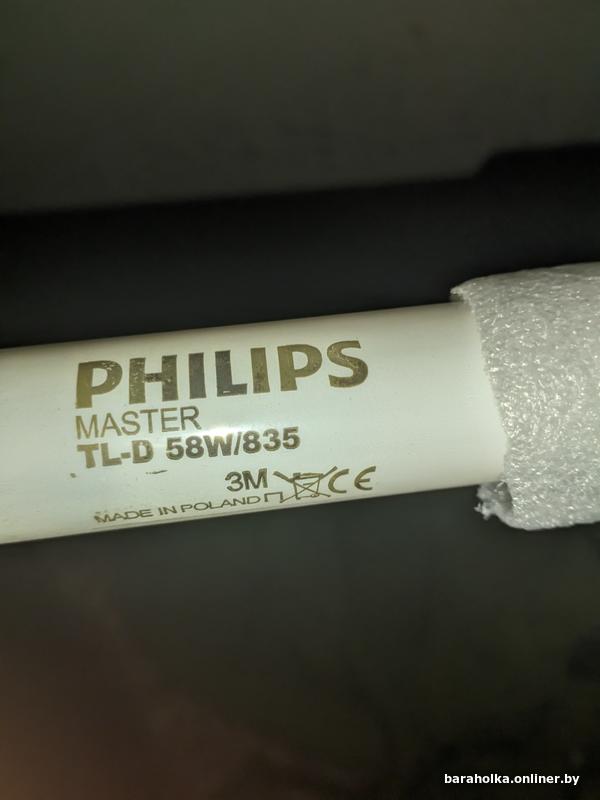 PHILIPS
MASTER
TL-D 58W/835
3M CE
MADE IN POLAND
baraholka.onliner.by